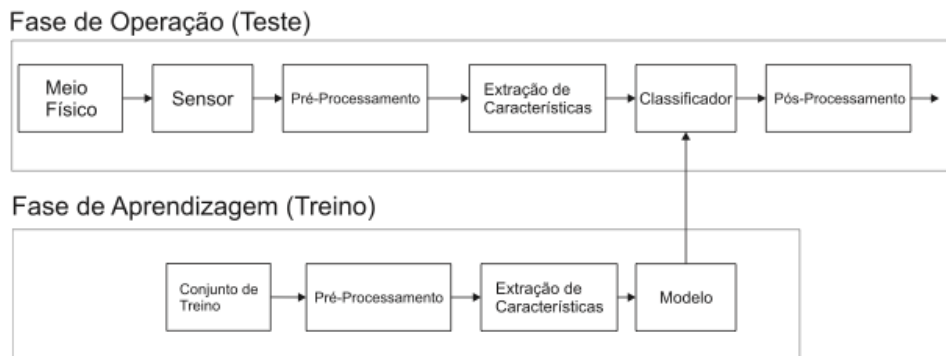 Fase de Operação (Teste)
Meio
Físico
Sensor
Pré-Processamento
Extração de
Características
Classificador
Pós-Processamento
Fase de Aprendizagem (Treino)
Conjunto de
Treino
Pré-Processamento
Extração de
Características
Modelo